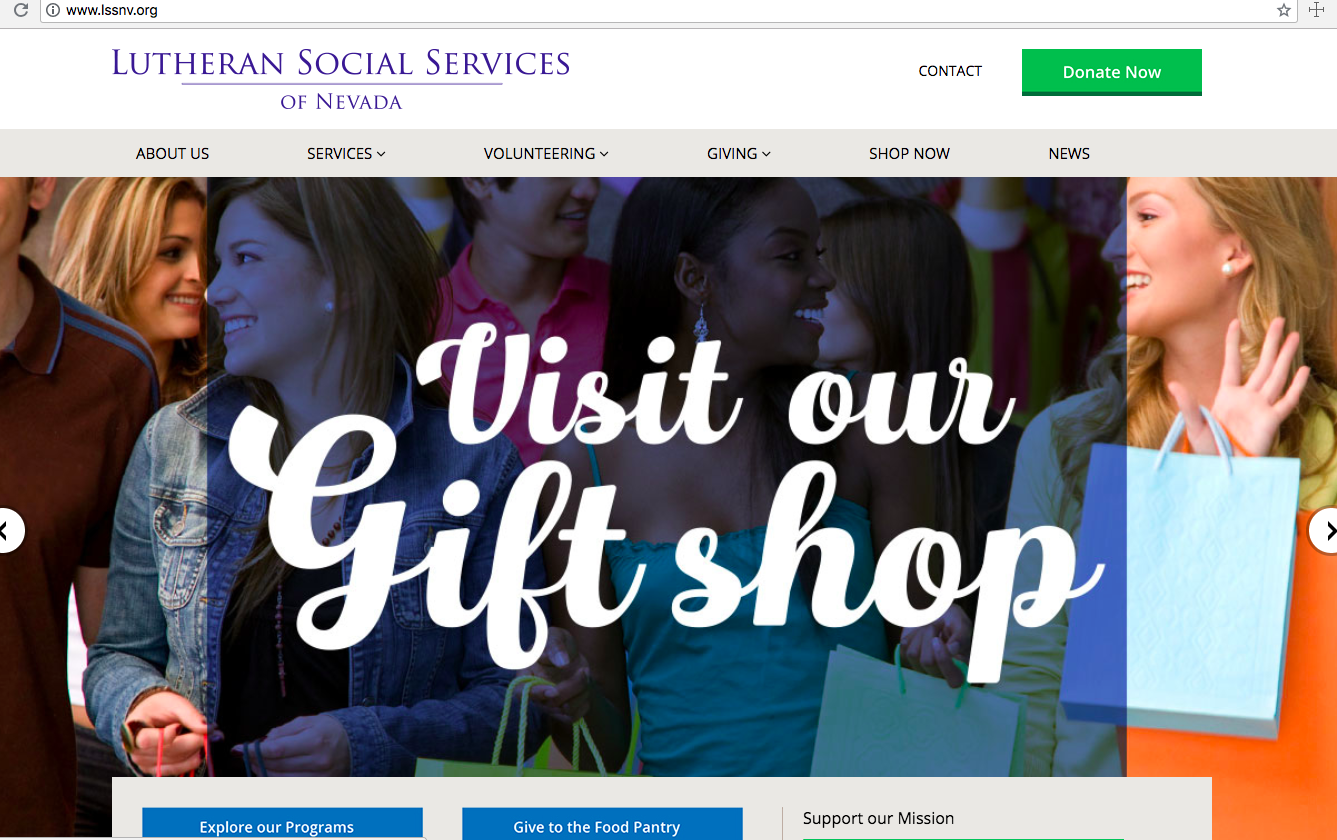 www.lssnv.org
LUTHERAN SOCIAL SERVICES
OF NEVADA
CONTACT
Donate Now
ABOUT US
SERVICES
VOLUNTEERING
GIVING
SHOP NOW
NEWS
Visit our
Gift shop
Explore our Programs
Give to the Food Pantry
Support our Mission